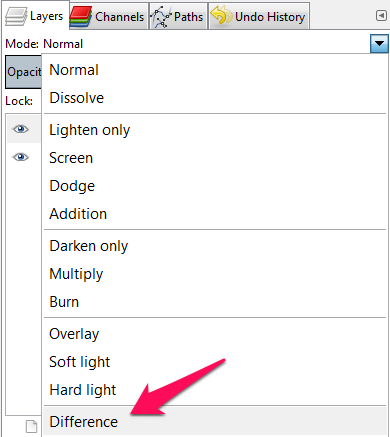 Layers Channels Paths Undo History
Mode: Normal
Opacit
Normal
Dissolve
Lock:
Lighten only
Screen
Dodge
Addition
Darken only
Multiply
Burn
Overlay
Soft light
Hard light
Difference